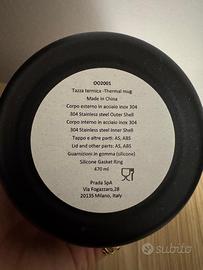 OO2001
Tazza termica -Thermal mug
Made in China
Corpo esterno in acciaio inox 304
304 Stainless steel Outer Shell
Corpo interno in acciaio inox 304
304 Stainless steel Inner Shell
Tappo e altre parti: AS, ABS
Lid and other parts: AS, ABS
Guarnizioni in gomma (silicone)
Silicone Gasket Ring
470 ml
Prada SpA
Via Fogazzaro,28
20135 Milano, Italy
subito